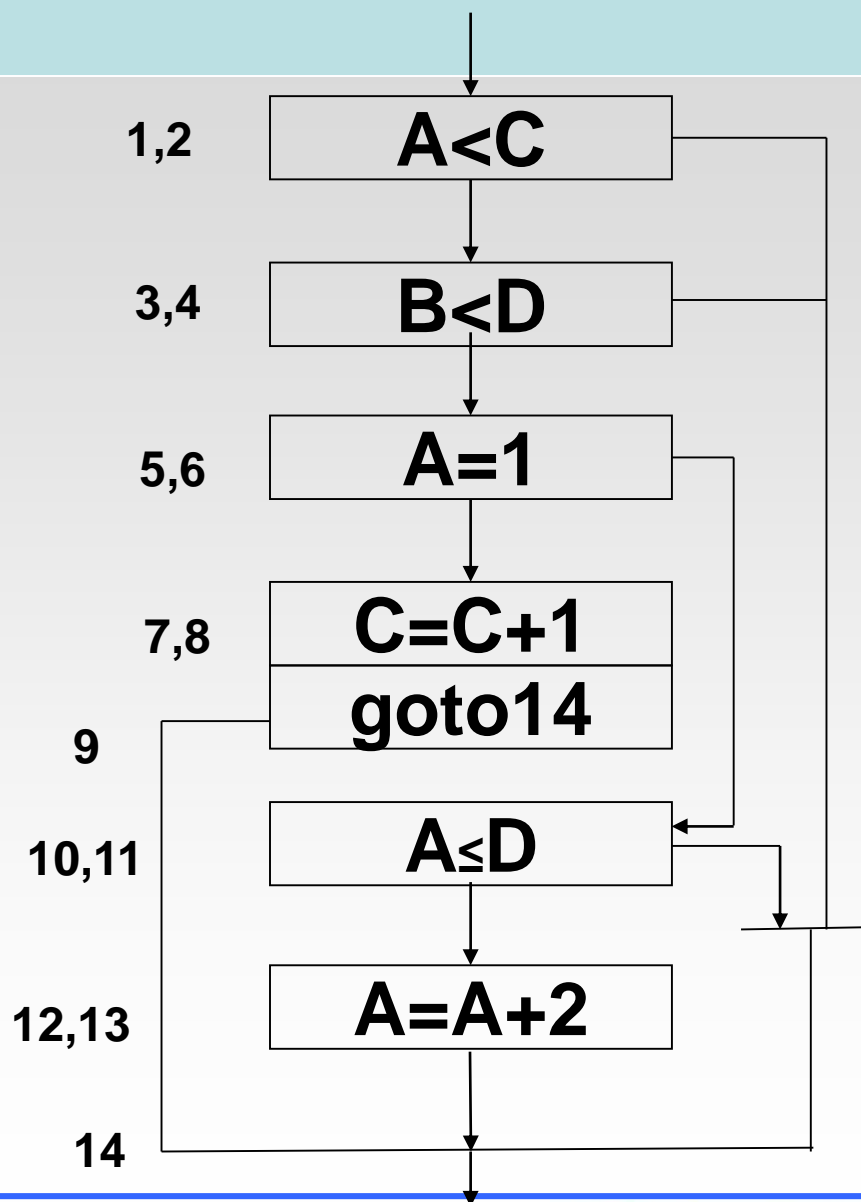 1,2
A<C
3,4
B<D
5,6
A=1
7,8
C=C+1
9
goto14
10,11
A≤D
12,13
A=A+2
14